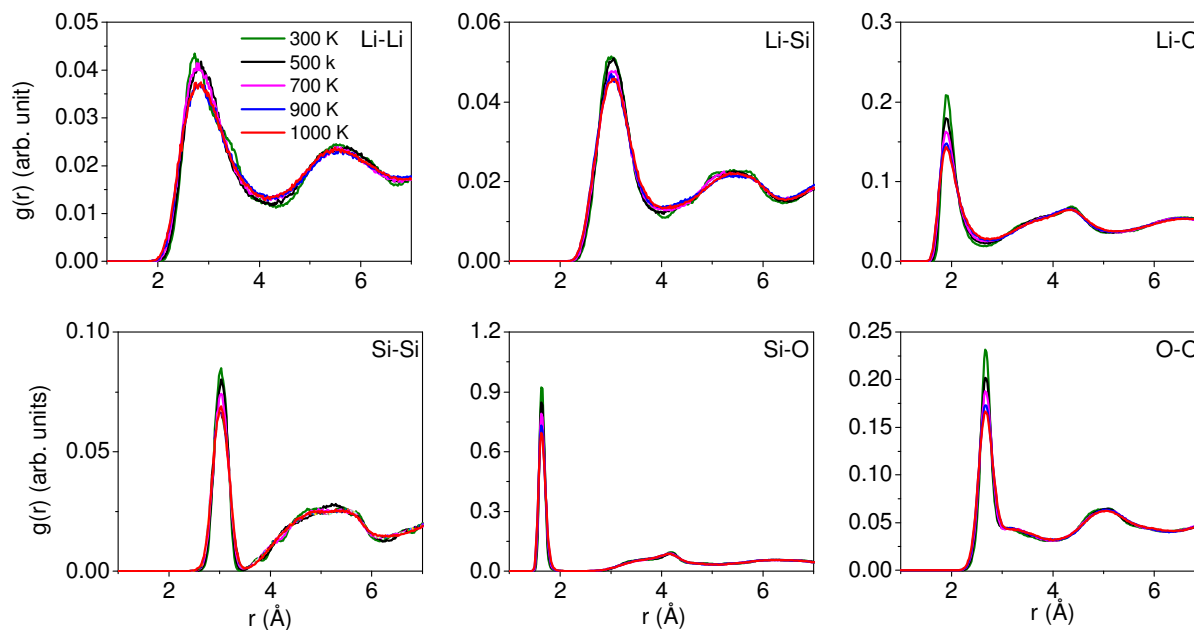 0.05
0.04
0.03
0.02
0.01
0.00
g(r) (arb. unit)
Li-Li
300 K
500 k
700 K
900 K
1000 K
2 4 6
0.06
0.04
0.02
0.00
Li-Si
2 4 6
0.3
0.2
0.1
0.0
Li-O
2 4 6
0.10
0.05
0.00
g(r) (arb. units)
Si-Si
2 4 6
r (Å)
1.2
0.9
0.6
0.3
0.0
Si-O
2 4 6
r (Å)
0.25
0.20
0.15
0.10
0.05
0.00
O-O
2 4 6
r (Å)